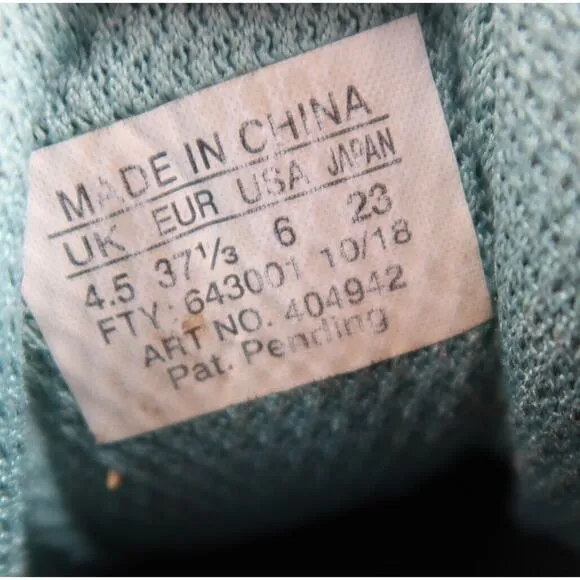 MADE IN CHINA
UK EUR USA JAPAN
4.5 37⅓ 6 23
FTY: 643001 10/18
ART NO. 404942
Pat. Pending